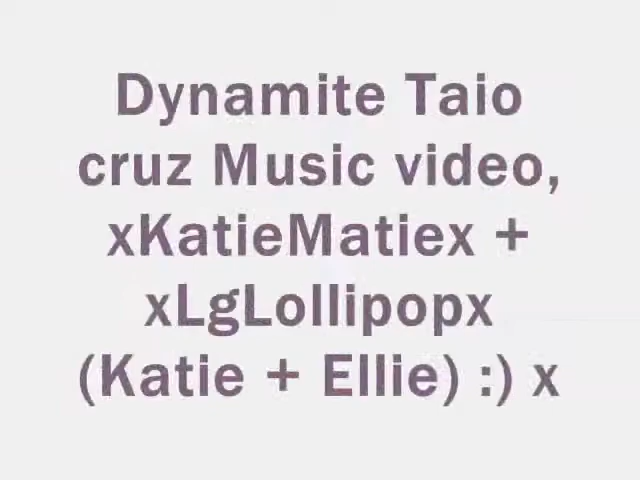 Dynamite Taio
cruz Music video,
xKatieMatiex +
xLgLollipopx
(Katie + Ellie) :) x